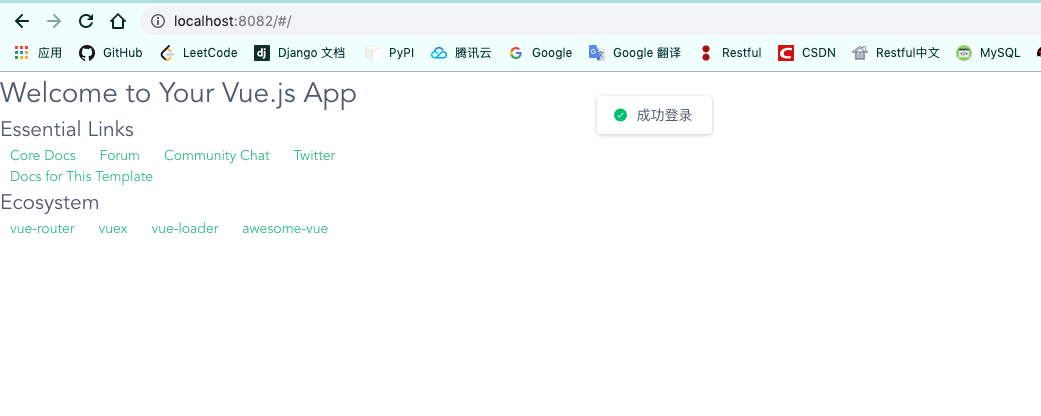 localhost:8082/#/
应用 GitHub LeetCode Django 文档 PyPI 腾讯云 Google Google 翻译 Restful CSDN Restful中文 MySQL
Welcome to Your Vue.js App
成功登录
Essential Links
Core Docs Forum Community Chat Twitter
Docs for This Template
Ecosystem
vue-router vuex vue-loader awesome-vue